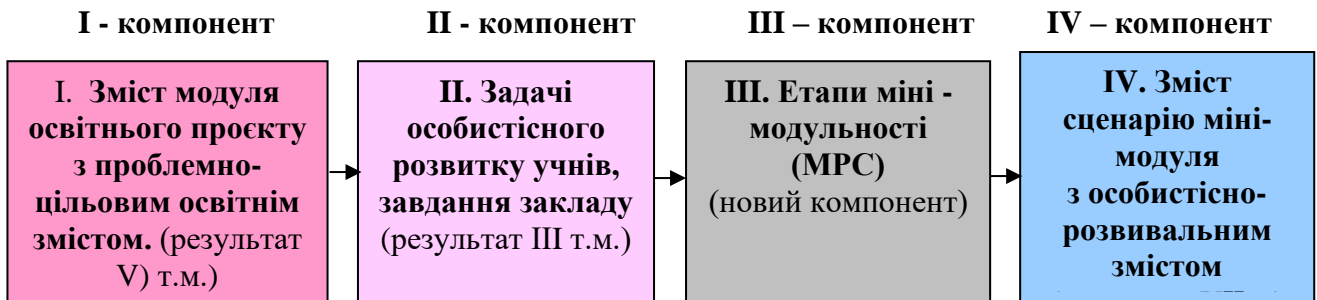 I - компонент
II - компонент
III – компонент
IV – компонент
I. Зміст модуля
освітнього проєкту
з проблемно-
цільовим освітнім
змістом. (результат
V) т.м.)
II. Задачі
особистісного
розвитку учнів,
завдання закладу
(результат III т.м.)
III. Етапи міні -
модульності
(МРС)
(новий компонент)
IV. Зміст
сценарію міні-
модуля
з особистісно-
розвивальним
змістом